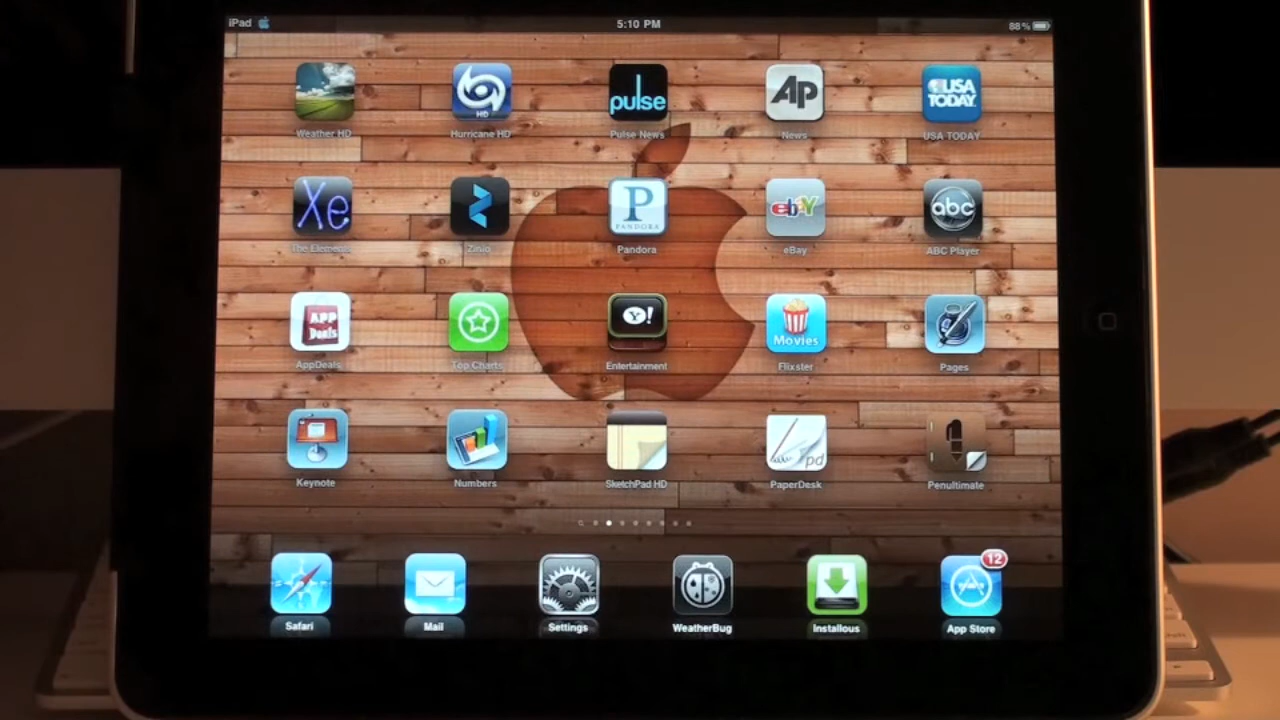 iPad 5:10 PM 88%
HD pulse AP USA TODAY
Weather HD Hurricane HD Pulse News News USA TODAY
Xe P PANDORA ebY abc
The Elements Zinio Pandora eBay ABC Player
APP Deals Y! Movies
AppDeals Top Charts Entertainment Flixster Pages
pd
Keynote Numbers SketchPad HD PaperDesk Penultimate
12
Safari Mail Settings WeatherBug Installous App Store